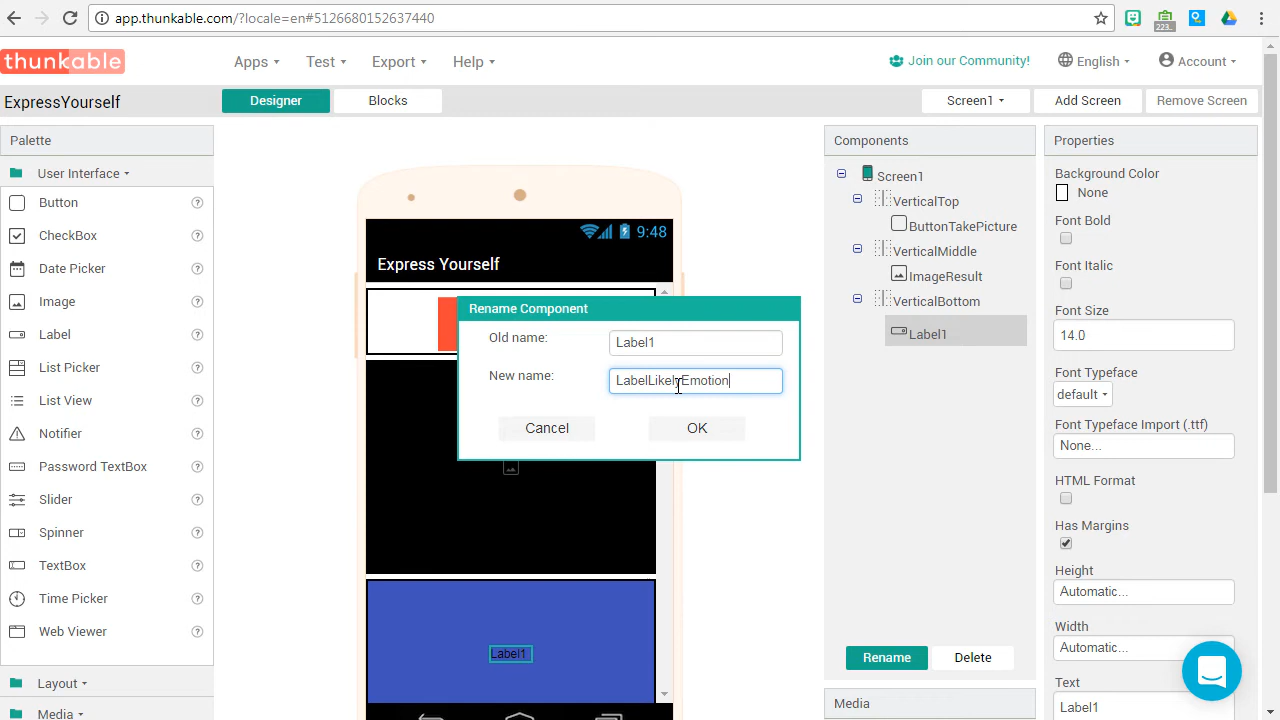 app.thunkable.com/?locale=en#5126680152637440
223...
thunkable
Apps
Test
Export
Help
Join our Community!
English
Account
ExpressYourself
Designer
Blocks
Screen1
Add Screen
Remove Screen
Palette
User Interface
Button
CheckBox
Date Picker
Image
Label
List Picker
List View
Notifier
Password TextBox
Slider
Spinner
TextBox
Time Picker
Web Viewer
Layout
Media
9:48
Express Yourself
Label1
Rename Component
Old name:
Label1
New name:
LabelLikelyEmotion
Cancel
OK
Components
Screen1
VerticalTop
ButtonTakePicture
VerticalMiddle
ImageResult
VerticalBottom
Label1
Rename
Delete
Media
Properties
Background Color
None
Font Bold
Font Italic
Font Size
14.0
Font Typeface
default
Font Typeface Import (.ttf)
None...
HTML Format
Has Margins
Height
Automatic...
Width
Automatic...
Text
Label1